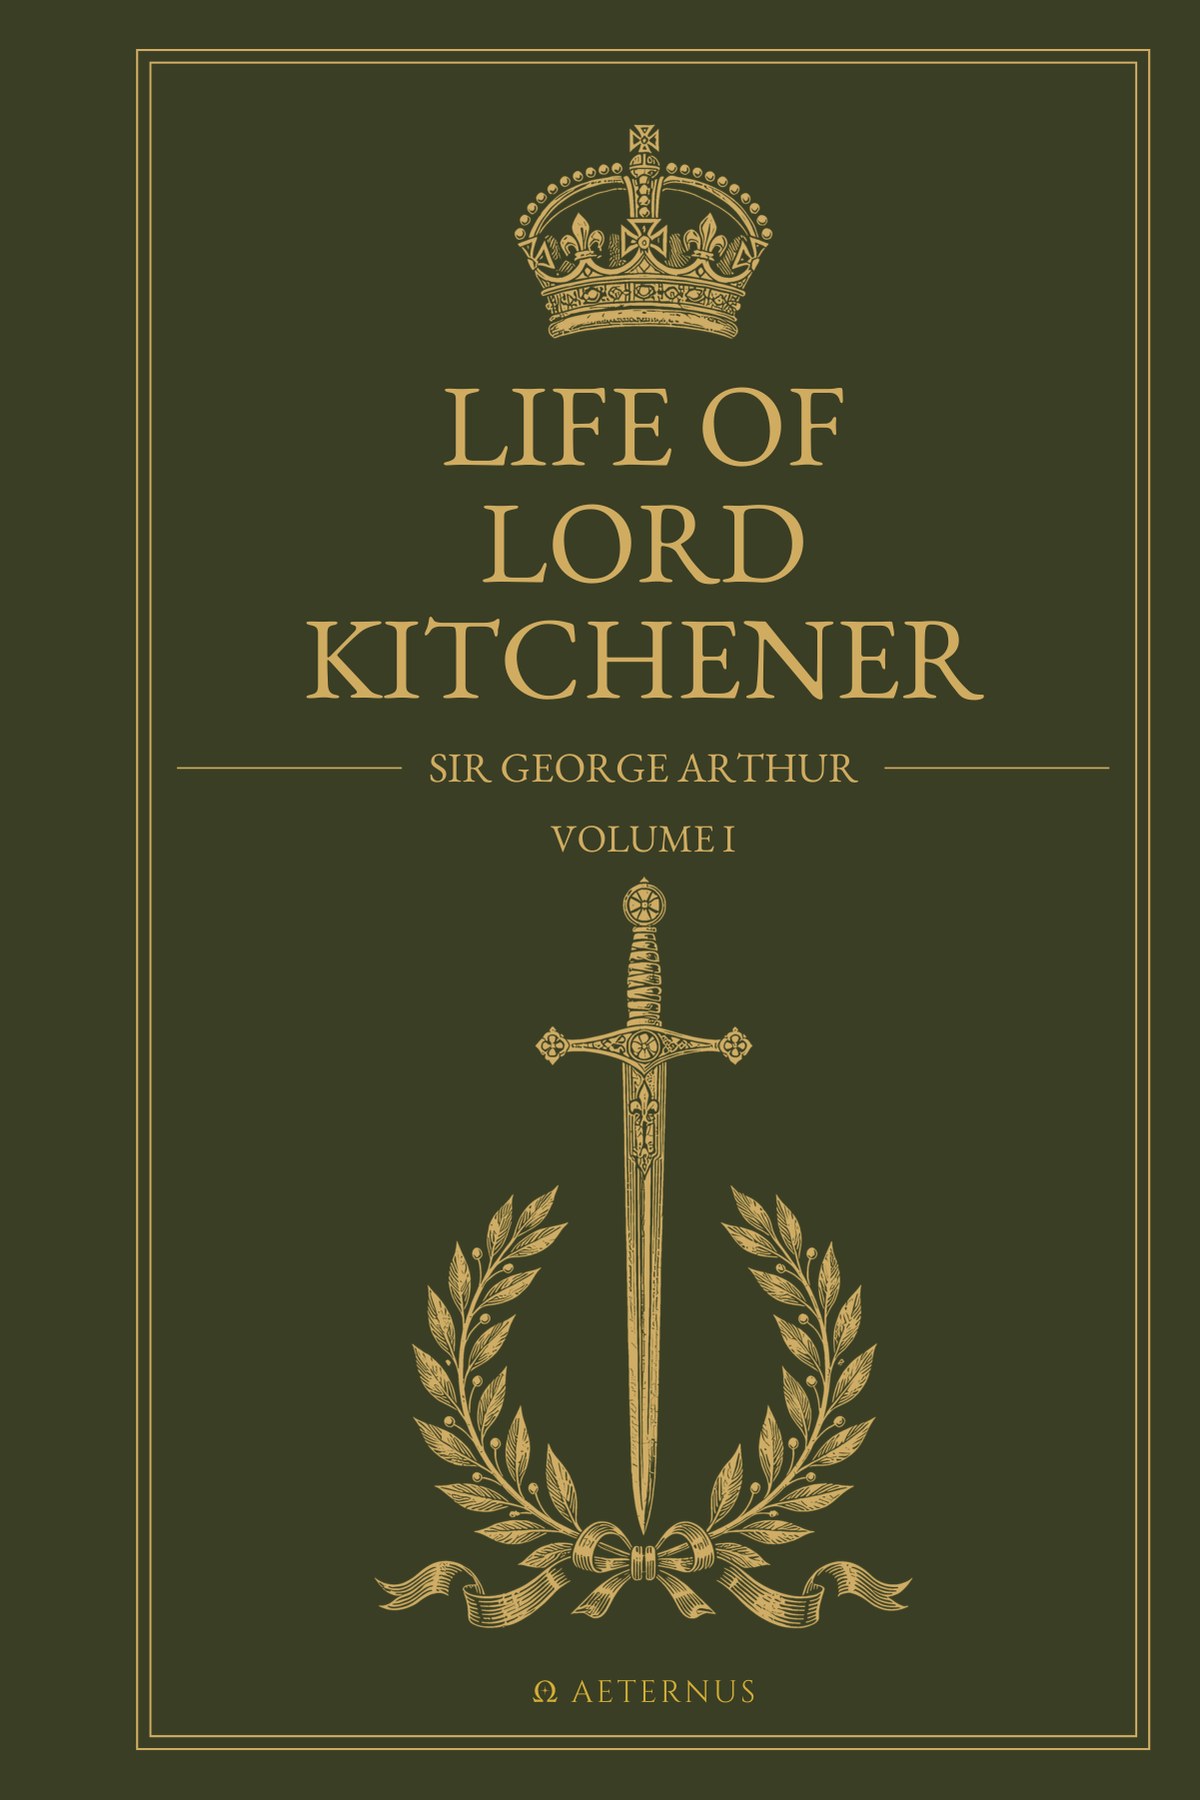 LIFE OF
LORD
KITCHENER
SIR GEORGE ARTHUR
VOLUME I
Ω AETERNUS